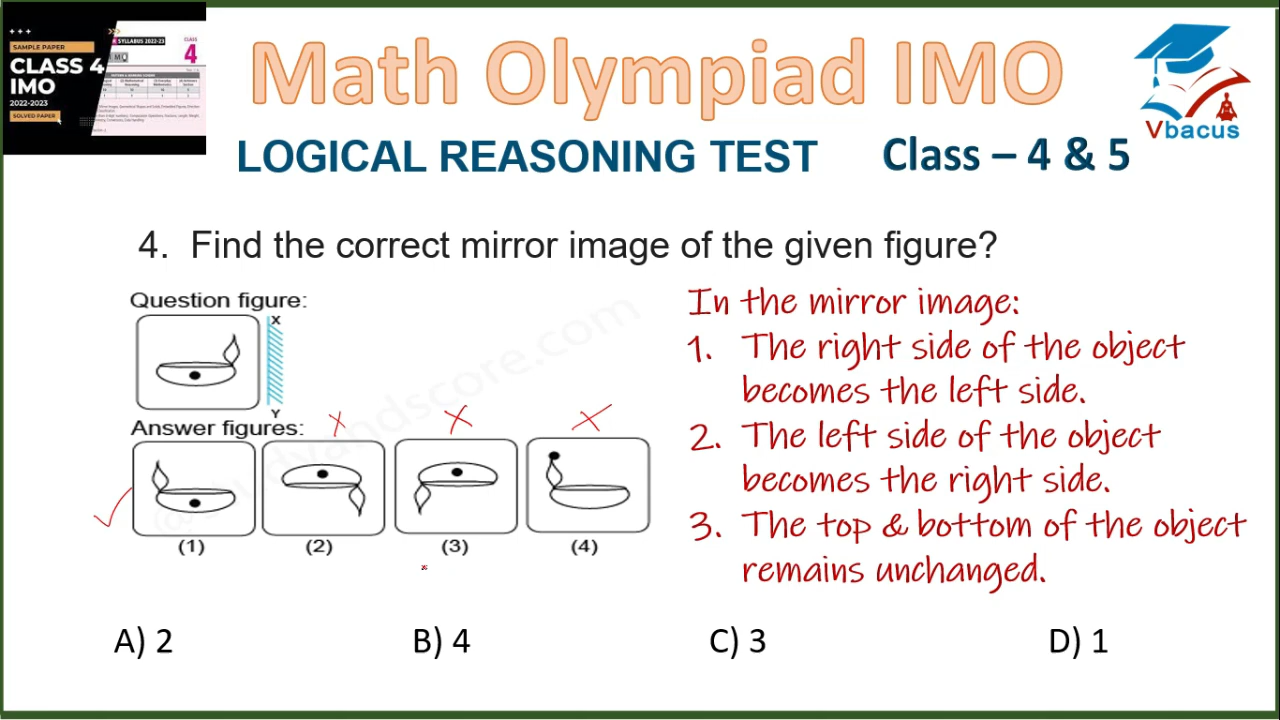 + + +
>>>
SAMPLE PAPER
CLASS 4
IMO
2022-2023
SOLVED PAPER
SYLLABUS 2022-23
CLASS
4
Math Olympiad IMO
LOGICAL REASONING TEST
Class – 4 & 5
Vbacus
4. Find the correct mirror image of the given figure?
Question figure:
X
Y
Answer figures:
(1)
(2)
(3)
(4)
In the mirror image:
1. The right side of the object
becomes the left side.
2. The left side of the object
becomes the right side.
3. The top & bottom of the object
remains unchanged.
A) 2
B) 4
C) 3
D) 1